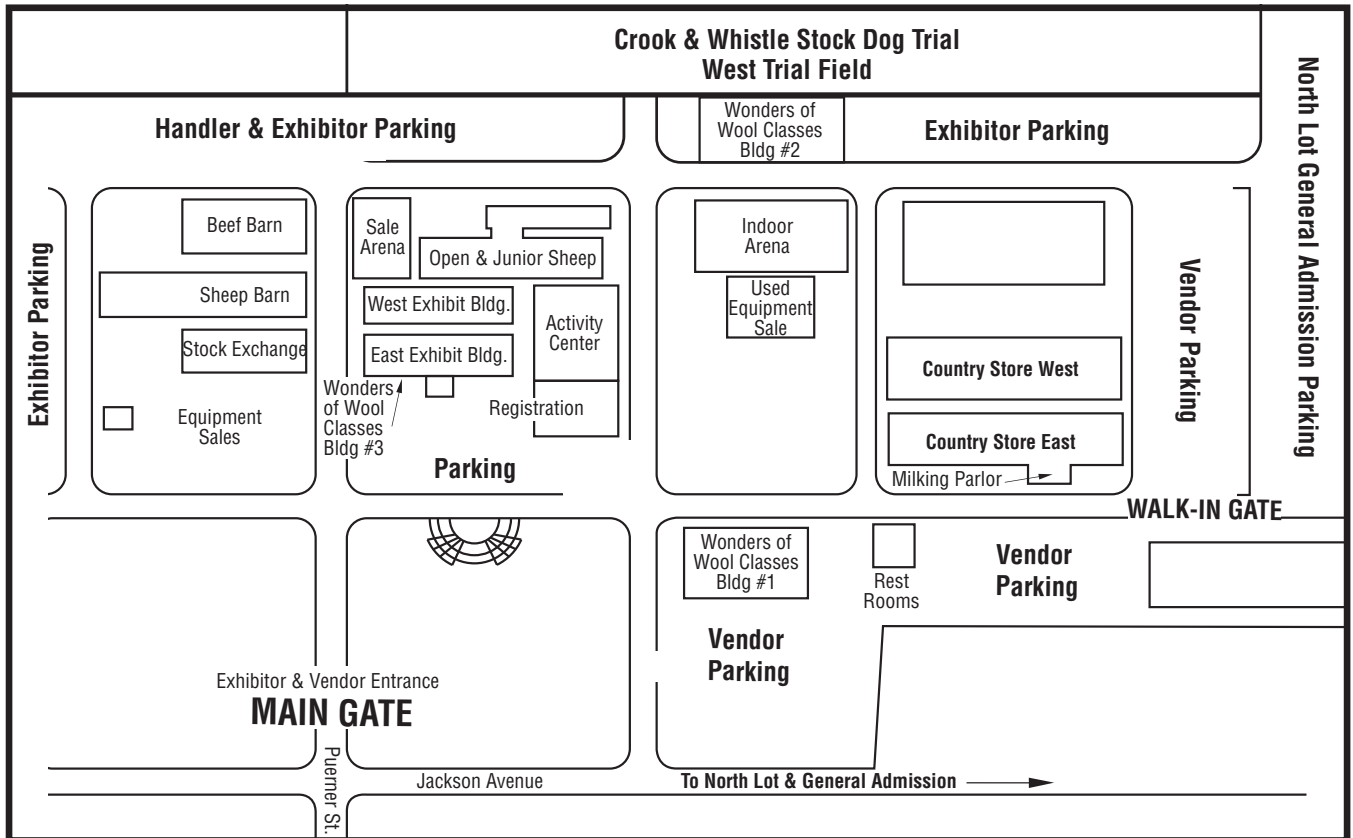 Crook & Whistle Stock Dog Trial
West Trial Field
Handler & Exhibitor Parking
Wonders of
Wool Classes
Bldg #2
Exhibitor Parking
North Lot General Admission Parking
Exhibitor Parking
Beef Barn
Sheep Barn
Stock Exchange
Equipment
Sales
Sale
Arena
Open & Junior Sheep
West Exhibit Bldg.
East Exhibit Bldg.
Activity
Center
Wonders
of Wool
Classes
Bldg #3
Registration
Parking
Indoor
Arena
Used
Equipment
Sale
Country Store West
Country Store East
Milking Parlor
Vendor Parking
WALK-IN GATE
Wonders of
Wool Classes
Bldg #1
Rest
Rooms
Vendor
Parking
Vendor
Parking
Exhibitor & Vendor Entrance
MAIN GATE
Puerner St.
Jackson Avenue
To North Lot & General Admission